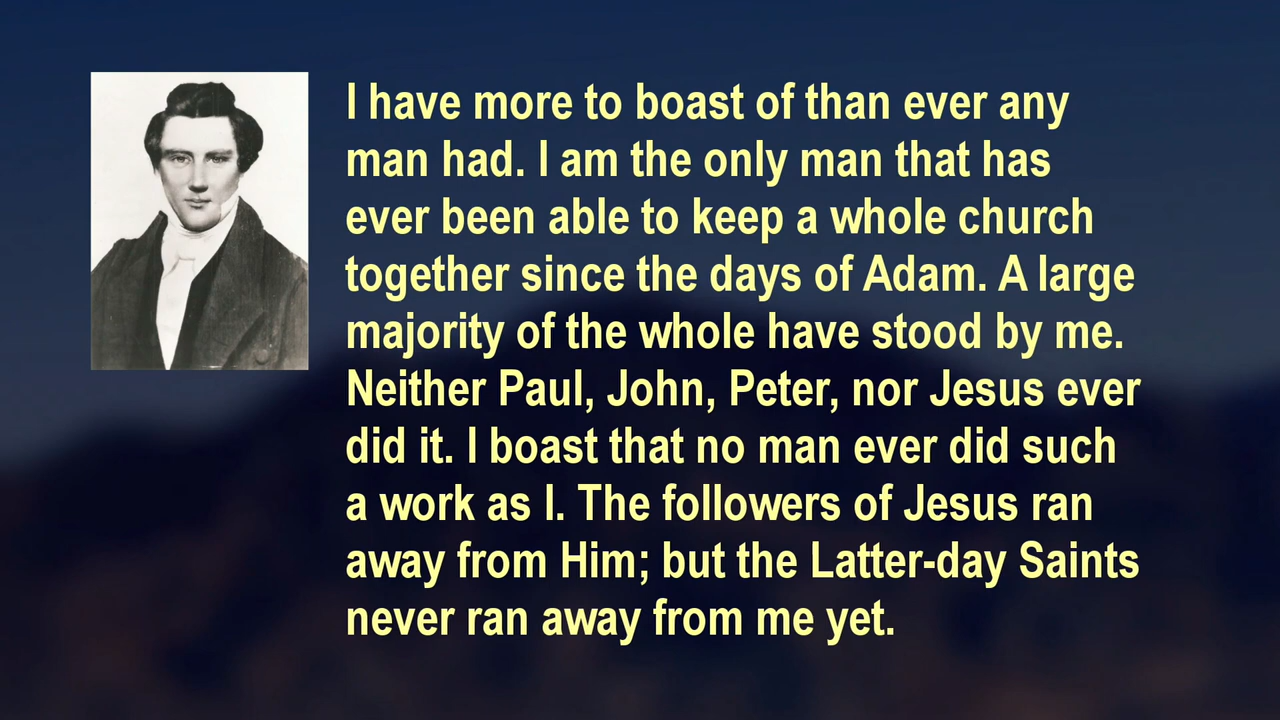 I have more to boast of than ever any
man had. I am the only man that has
ever been able to keep a whole church
together since the days of Adam. A large
majority of the whole have stood by me.
Neither Paul, John, Peter, nor Jesus ever
did it. I boast that no man ever did such
a work as I. The followers of Jesus ran
away from Him; but the Latter-day Saints
never ran away from me yet.